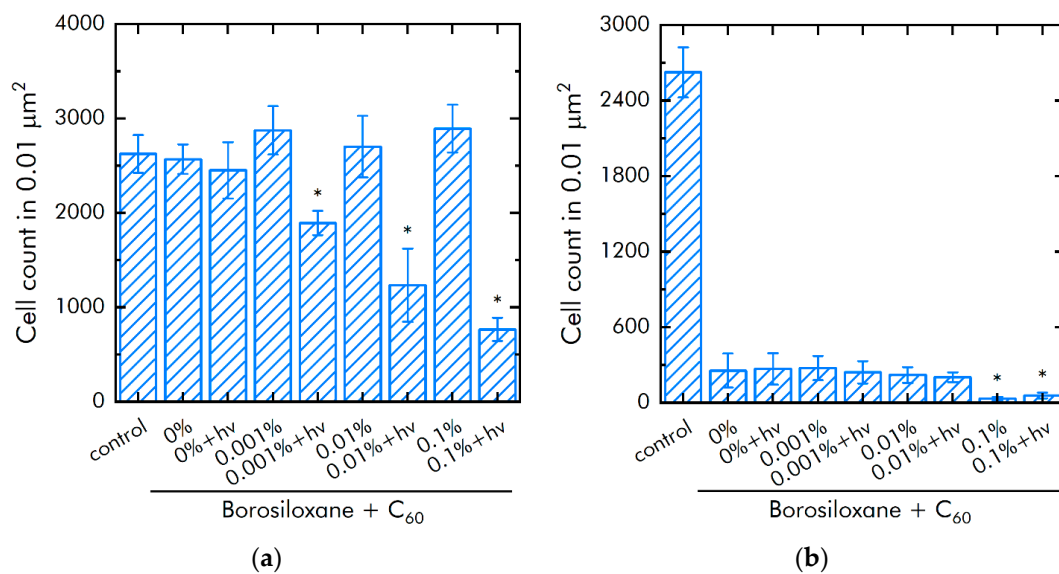 4000
3000
2000
1000
0
Cell count in 0.01 μm²
* * *
control 0% 0%+hv 0.001% 0.001%+hv 0.01% 0.01%+hv 0.1% 0.1%+hv
Borosiloxane + C₆₀
(a)
3000
2400
1800
1200
600
0
Cell count in 0.01 μm²
* *
control 0% 0%+hv 0.001% 0.001%+hv 0.01% 0.01%+hv 0.1% 0.1%+hv
Borosiloxane + C₆₀
(b)